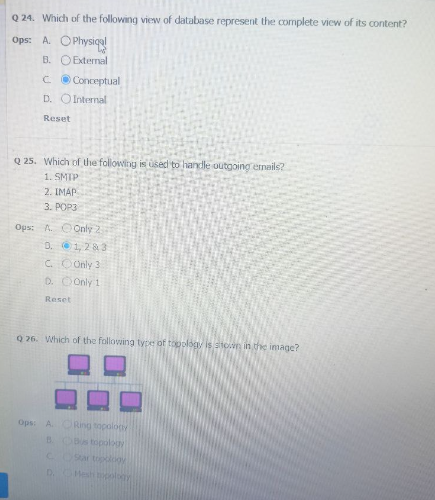 Q 24. Which of the following view of database represent the complete view of its content?
Ops: A. Physical
B. External
C. Conceptual
D. Internal
Reset
Q 25. Which of the following is used to handle outgoing emails?
1. SMTP
2. IMAP
3. POP3
Ops: A. Only 2
B. 1, 2 & 3
C. Only 3
D. Only 1
Reset
Q 26. Which of the following type of topology is shown in the image?
Ops: A. Ring topology
B. Bus topology
C. Star topology
D. Mesh topology